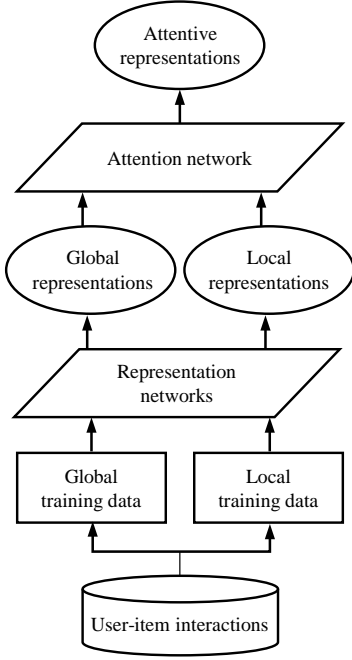 Attentive
representations
Attention network
Global
representations
Local
representations
Representation
networks
Global
training data
Local
training data
User-item interactions